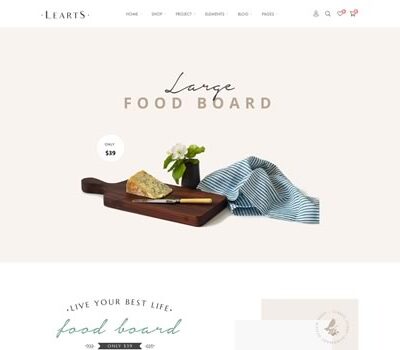 ·LEARTS·
HOME SHOP PROJECT ELEMENTS BLOG PAGES
Large
FOOD BOARD
ONLY
$39
·LIVE YOUR BEST LIFE·
food board
ONLY $39